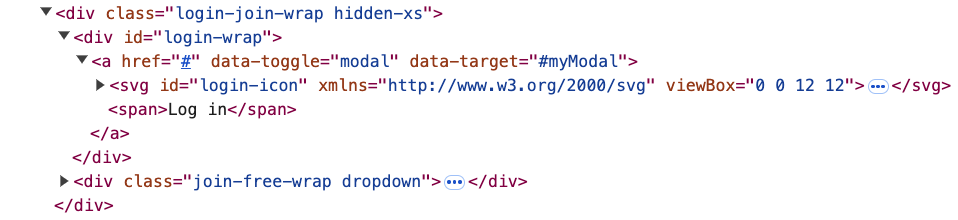 <div class="login-join-wrap hidden-xs">
<div id="login-wrap">
<a href="#" data-toggle="modal" data-target="#myModal">
<svg id="login-icon" xmlns="http://www.w3.org/2000/svg" viewBox="0 0 12 12">…</svg>
<span>Log in</span>
</a>
</div>
<div class="join-free-wrap dropdown">…</div>
</div>